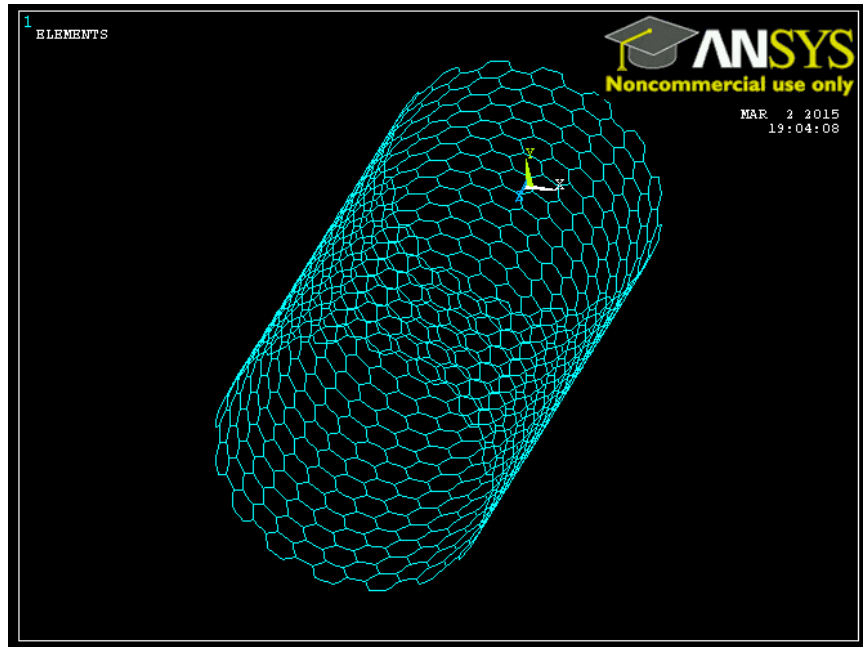 1
ELEMENTS
ANSYS
Noncommercial use only
MAR 2 2015
19:04:08
Y
X
Z